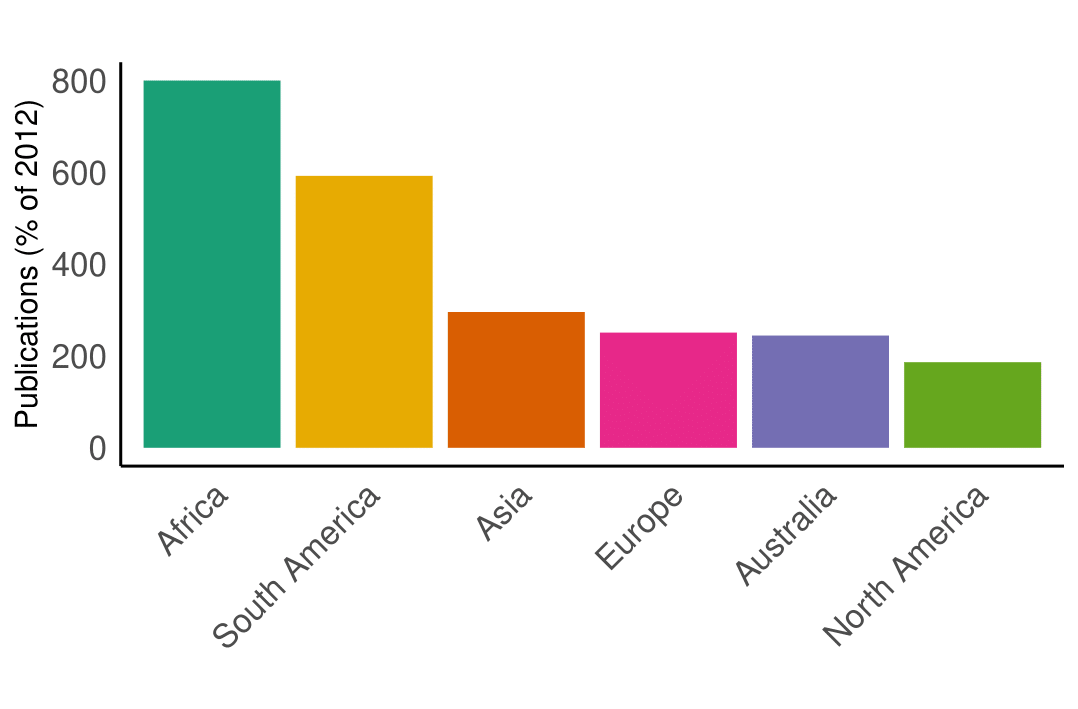 Publications (% of 2012)
800
600
400
200
0
Africa
South America
Asia
Europe
Australia
North America